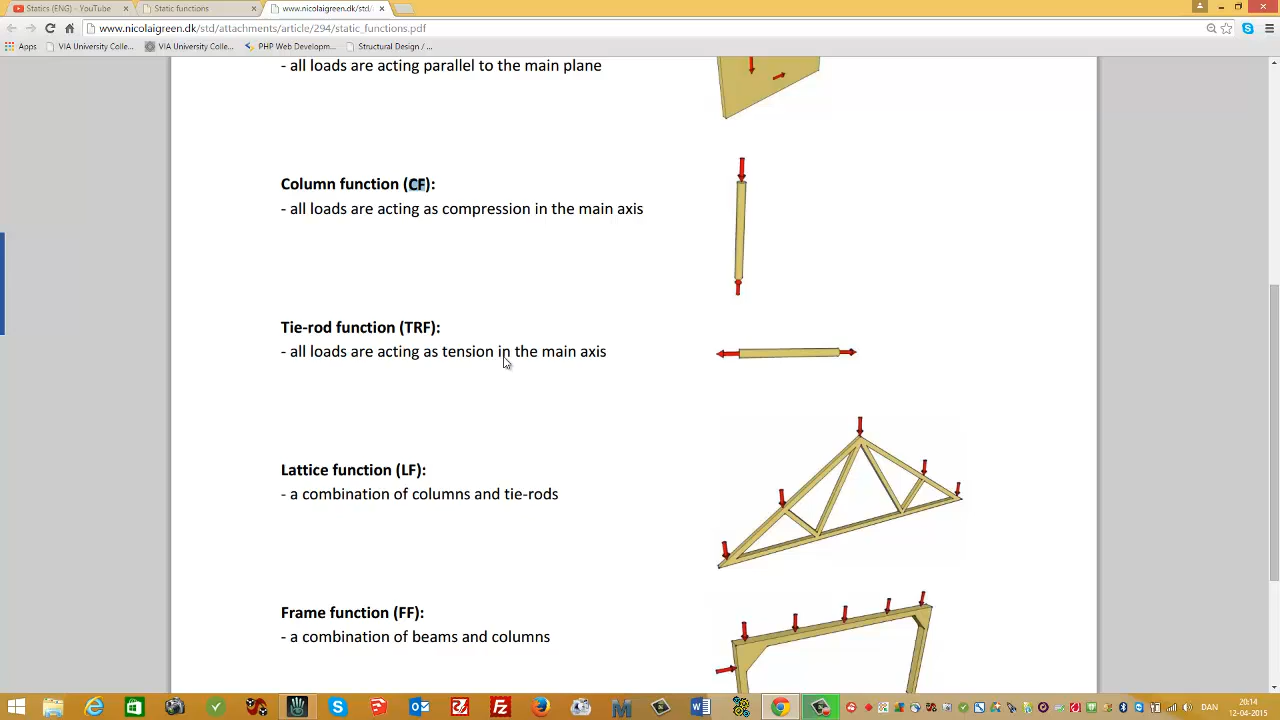 Statics (ENG) - YouTube
Static functions
www.nicolaigreen.dk/std/
www.nicolaigreen.dk/std/attachments/article/294/static_functions.pdf
Apps
VIA University Colle...
VIA University Colle...
PHP Web Developm...
Structural Design / ...
- all loads are acting parallel to the main plane
Column function (CF):
- all loads are acting as compression in the main axis
Tie-rod function (TRF):
- all loads are acting as tension in the main axis
Lattice function (LF):
- a combination of columns and tie-rods
Frame function (FF):
- a combination of beams and columns
DAN
20:14
12-04-2015